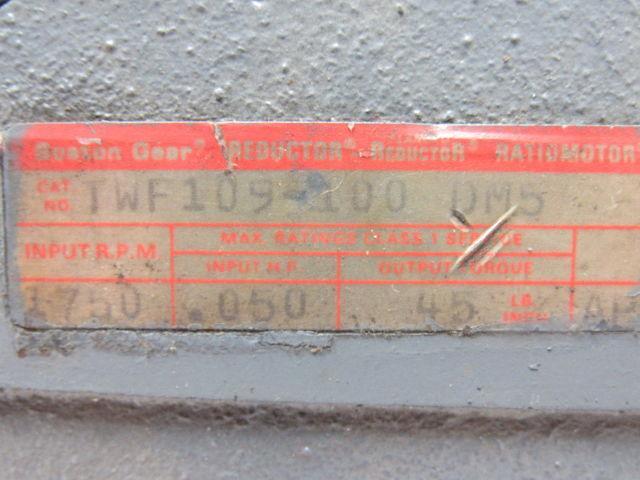 Boston Gear® REDUCTOR® REDUCTOR® RATIOMOTOR
CAT. NO. TWF109-100 DM5
MAX. RATINGS CLASS 1 SERVICE
INPUT R.P.M. INPUT H.P. OUTPUT TORQUE
1750 .050 45 LB. INCH